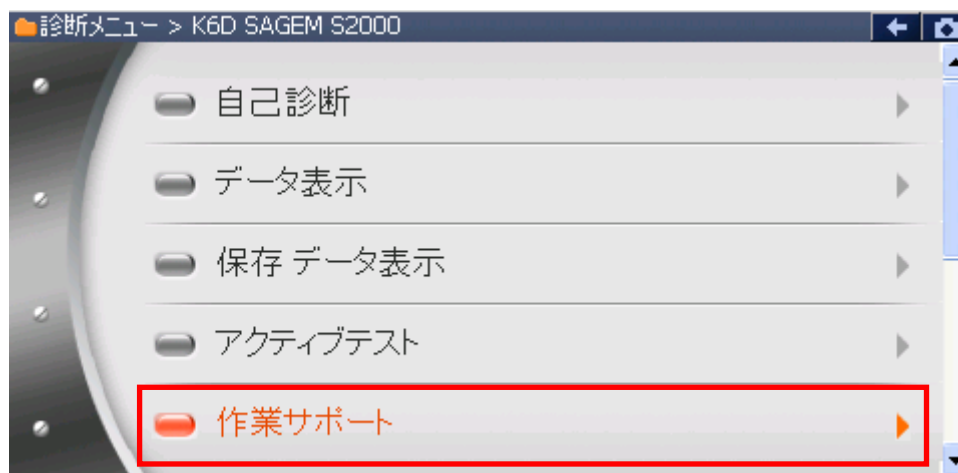 診断メニュー > K6D SAGEM S2000
自己診断
データ表示
保存 データ表示
アクティブテスト
作業サポート